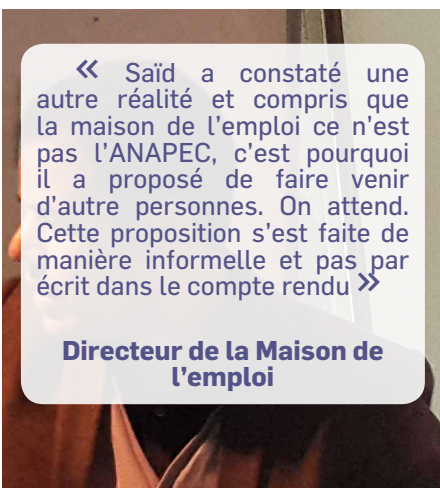 « Saïd a constaté une
autre réalité et compris que
la maison de l’emploi ce n’est
pas l’ANAPEC, c’est pourquoi
il a proposé de faire venir
d’autre personnes. On attend.
Cette proposition s’est faite de
manière informelle et pas par
écrit dans le compte rendu »
Directeur de la Maison de
l’emploi